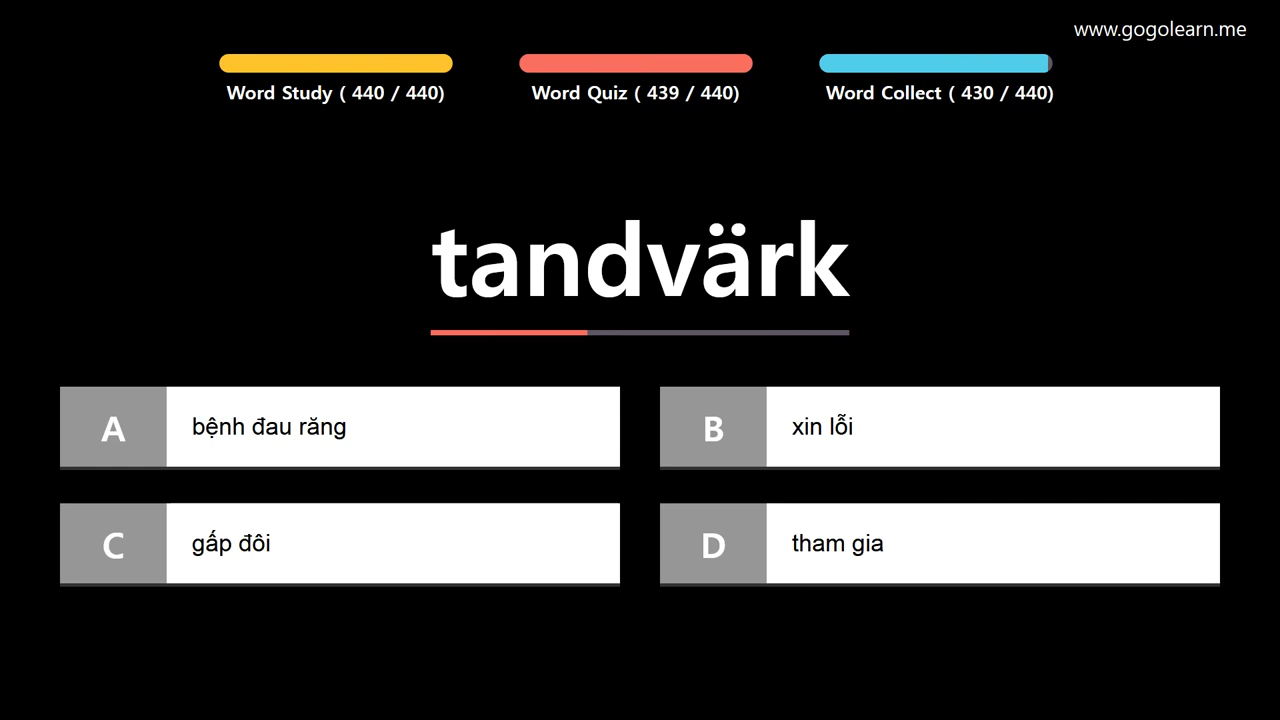 www.gogolearn.me
Word Study ( 440 / 440)
Word Quiz ( 439 / 440)
Word Collect ( 430 / 440)
tandvärk
A
bệnh đau răng
B
xin lỗi
C
gấp đôi
D
tham gia